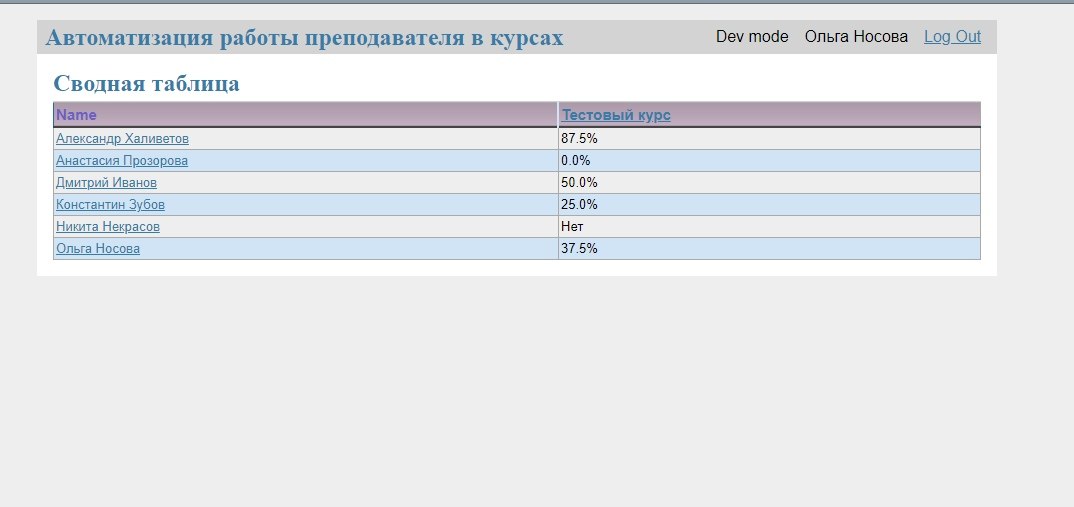 Автоматизация работы преподавателя в курсах Dev mode Ольга Носова Log Out
Сводная таблица
Name Тестовый курс
Александр Халиветов 87.5%
Анастасия Прозорова 0.0%
Дмитрий Иванов 50.0%
Константин Зубов 25.0%
Никита Некрасов Нет
Ольга Носова 37.5%